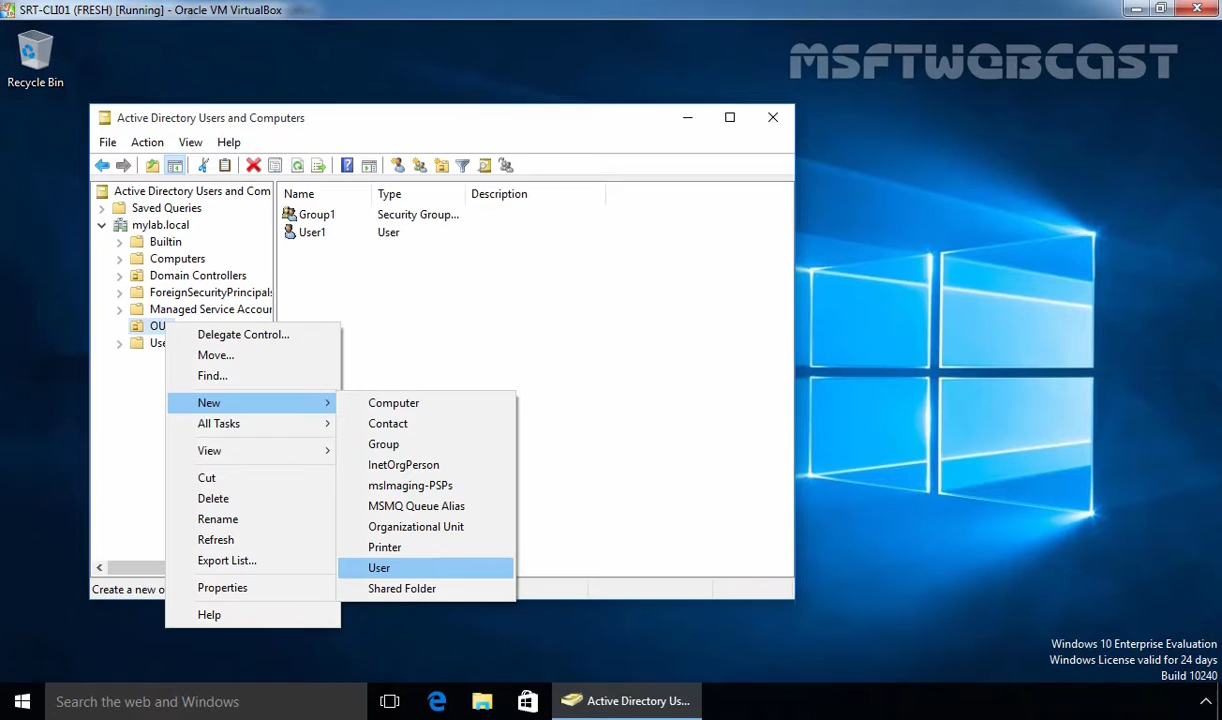 SRT-CLI01 (FRESH) [Running] - Oracle VM VirtualBox
Recycle Bin
MSFTWEBCAST
Active Directory Users and Computers
File Action View Help
Active Directory Users and Com
Saved Queries
mylab.local
Builtin
Computers
Domain Controllers
ForeignSecurityPrincipals
Managed Service Accour
OU
Use
Name Type Description
Group1 Security Group...
User1 User
Delegate Control...
Move...
Find...
New
All Tasks
View
Cut
Delete
Rename
Refresh
Export List...
Properties
Help
Computer
Contact
Group
InetOrgPerson
msImaging-PSPs
MSMQ Queue Alias
Organizational Unit
Printer
User
Shared Folder
Create a new o
Windows 10 Enterprise Evaluation
Windows License valid for 24 days
Build 10240
Search the web and Windows
Active Directory Us...